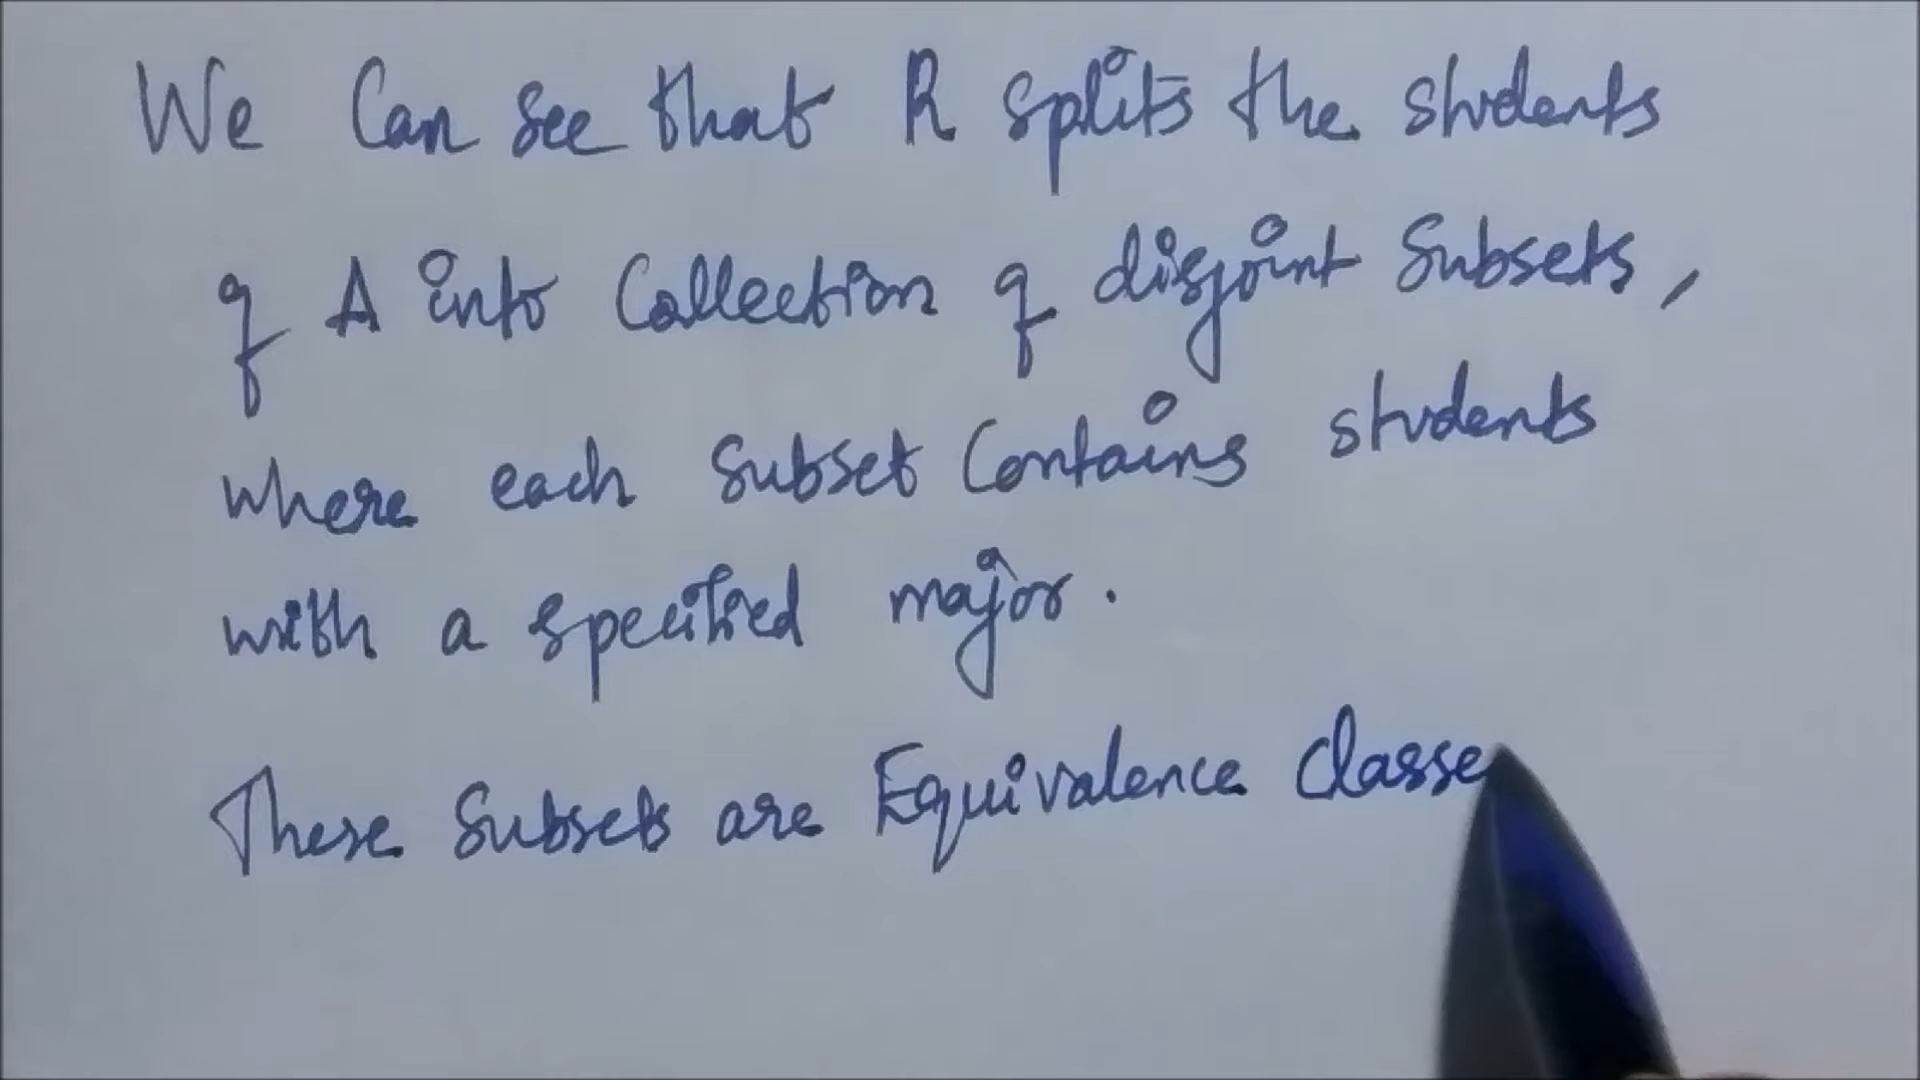 We Can See that R splits the students
of A into Collection of disjoint Subsets,
where each Subset Contains students
with a specified major.
These Subsets are Equivalence Classe